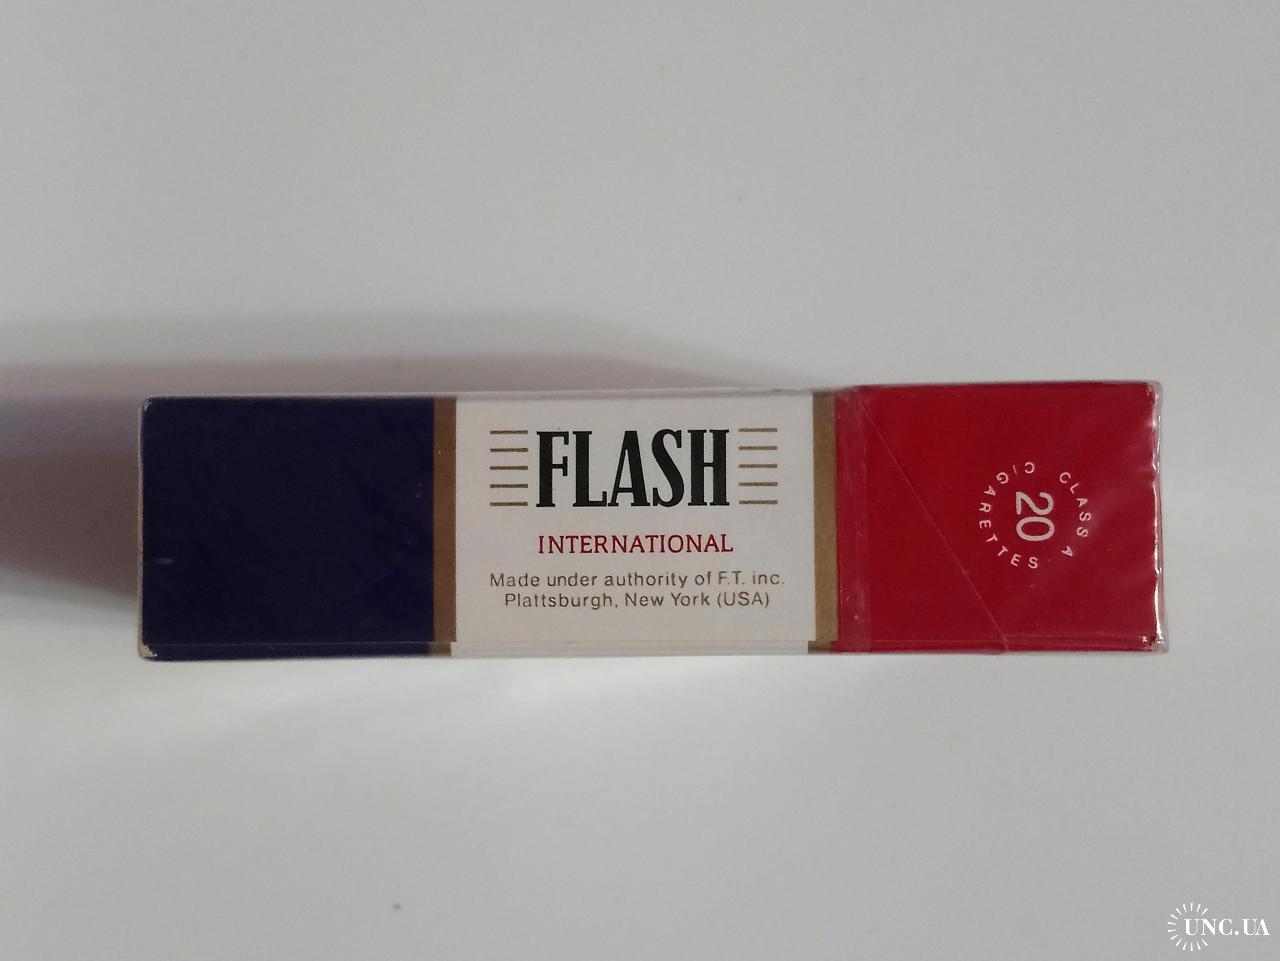 FLASH
INTERNATIONAL
Made under authority of F.T. inc.
Plattsburgh, New York (USA)
20
CLASS A
CIGARETTES
UNC.UA